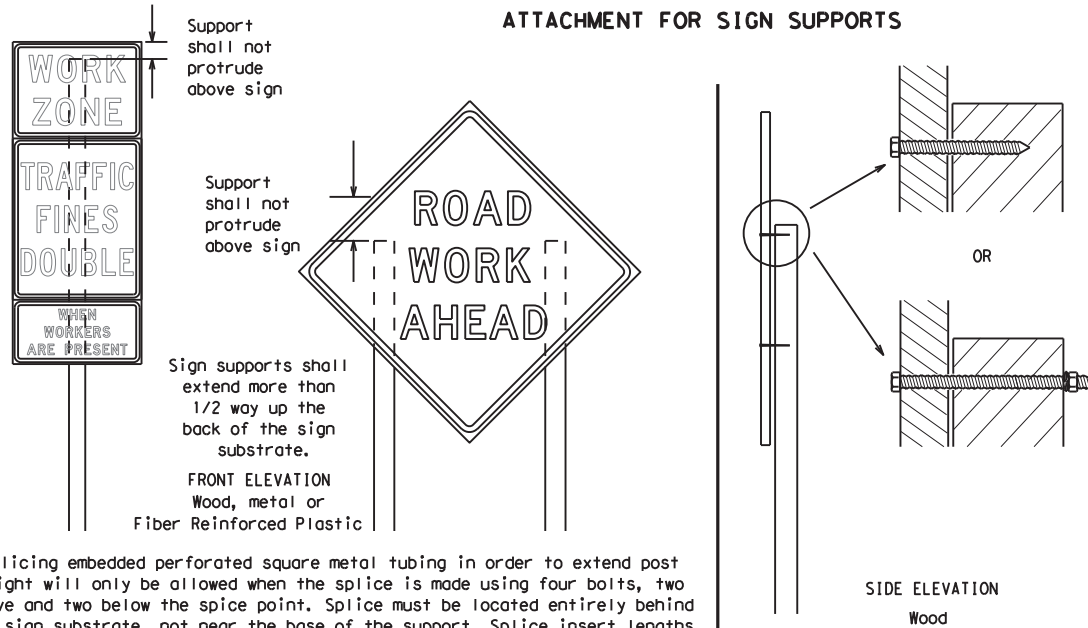 ATTACHMENT FOR SIGN SUPPORTS
Support
shall not
protrude
above sign
WORK
ZONE
TRAFFIC
FINES
DOUBLE
WHEN
WORKERS
ARE PRESENT
Support
shall not
protrude
above sign
ROAD
WORK
AHEAD
Sign supports shall
extend more than
1/2 way up the
back of the sign
substrate.
FRONT ELEVATION
Wood, metal or
Fiber Reinforced Plastic
OR
SIDE ELEVATION
Wood
licing embedded perforated square metal tubing in order to extend post
ight will only be allowed when the splice is made using four bolts, two
ve and two below the spice point. Splice must be located entirely behind
sign substrate, not near the base of the support. Splice insert lengths